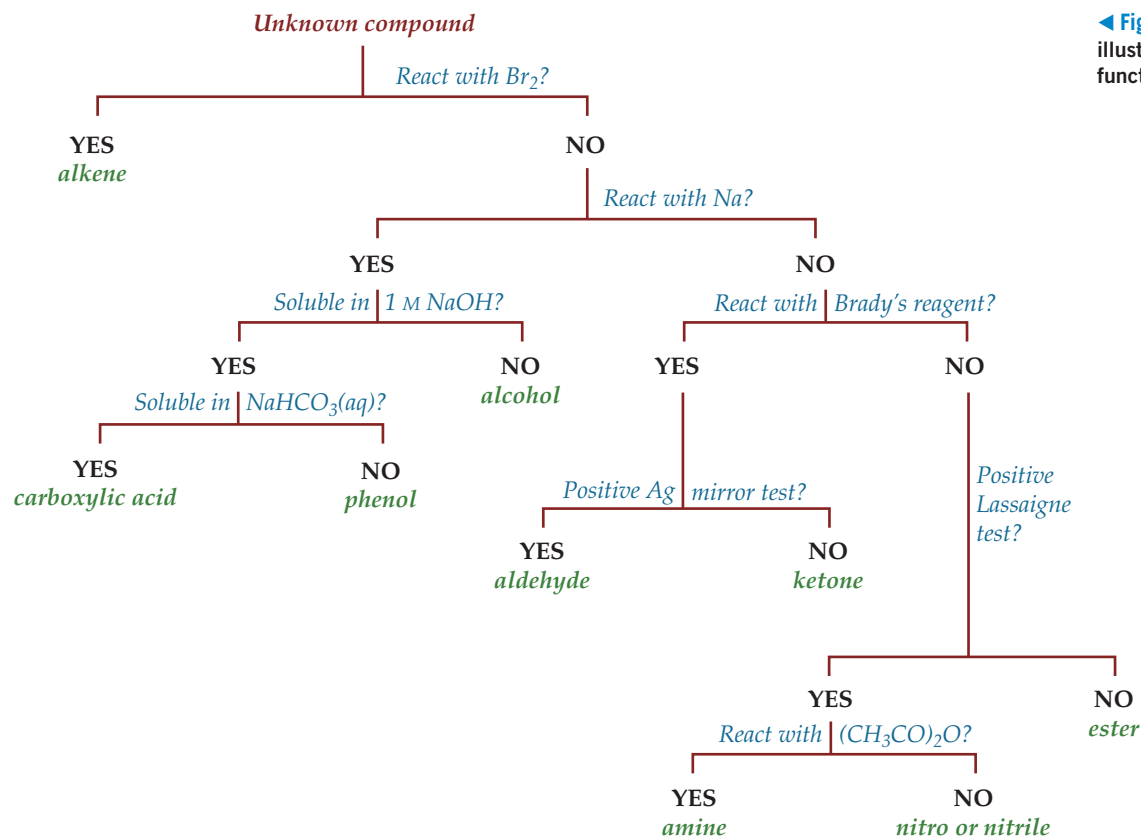 Unknown compound
◀ Fig
illust
funct
React with Br₂?
YES
alkene
NO
React with Na?
YES
NO
Soluble in 1 M NaOH?
React with Brady's reagent?
YES
NO
alcohol
YES
NO
Soluble in NaHCO₃(aq)?
YES
carboxylic acid
NO
phenol
Positive Ag mirror test?
Positive
Lassaigne
test?
YES
aldehyde
NO
ketone
YES
NO
ester
React with (CH₃CO)₂O?
YES
amine
NO
nitro or nitrile